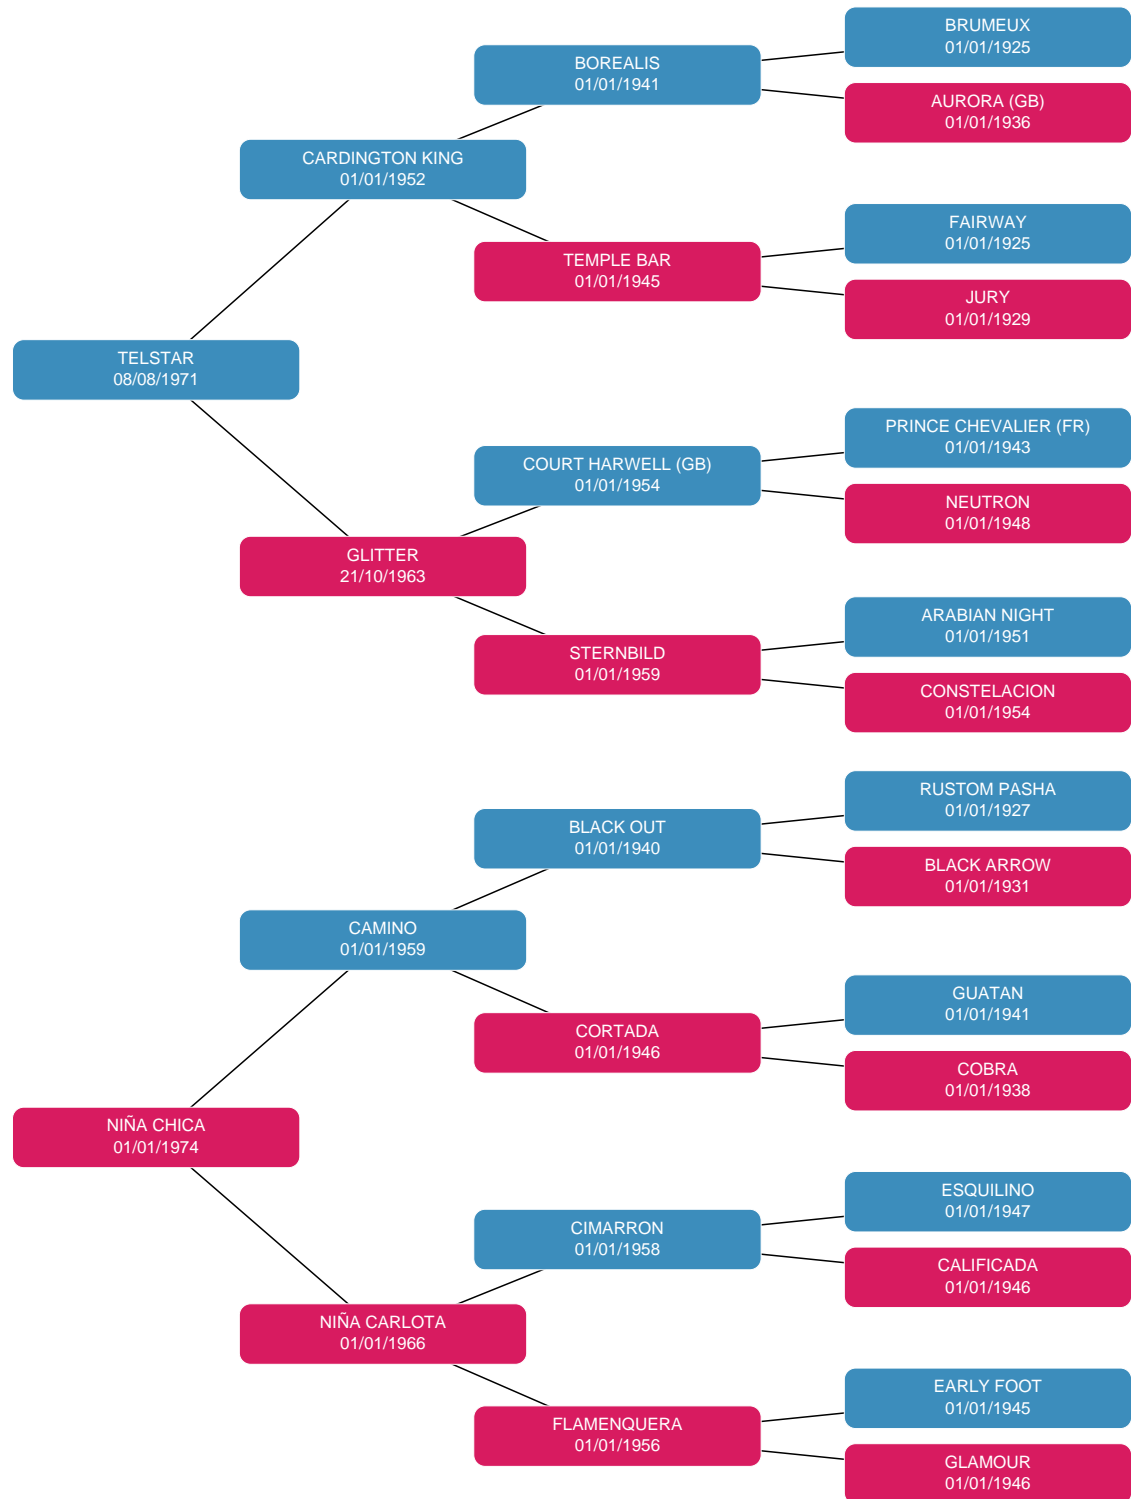 BRUMEUX
01/01/1925
BOREALIS
01/01/1941
AURORA (GB)
01/01/1936
CARDINGTON KING
01/01/1952
FAIRWAY
01/01/1925
TEMPLE BAR
01/01/1945
JURY
01/01/1929
TELSTAR
08/08/1971
PRINCE CHEVALIER (FR)
01/01/1943
COURT HARWELL (GB)
01/01/1954
NEUTRON
01/01/1948
GLITTER
21/10/1963
ARABIAN NIGHT
01/01/1951
STERNBILD
01/01/1959
CONSTELACION
01/01/1954
RUSTOM PASHA
01/01/1927
BLACK OUT
01/01/1940
BLACK ARROW
01/01/1931
CAMINO
01/01/1959
GUATAN
01/01/1941
CORTADA
01/01/1946
COBRA
01/01/1938
NIÑA CHICA
01/01/1974
ESQUILINO
01/01/1947
CIMARRON
01/01/1958
CALIFICADA
01/01/1946
NIÑA CARLOTA
01/01/1966
EARLY FOOT
01/01/1945
FLAMENQUERA
01/01/1956
GLAMOUR
01/01/1946